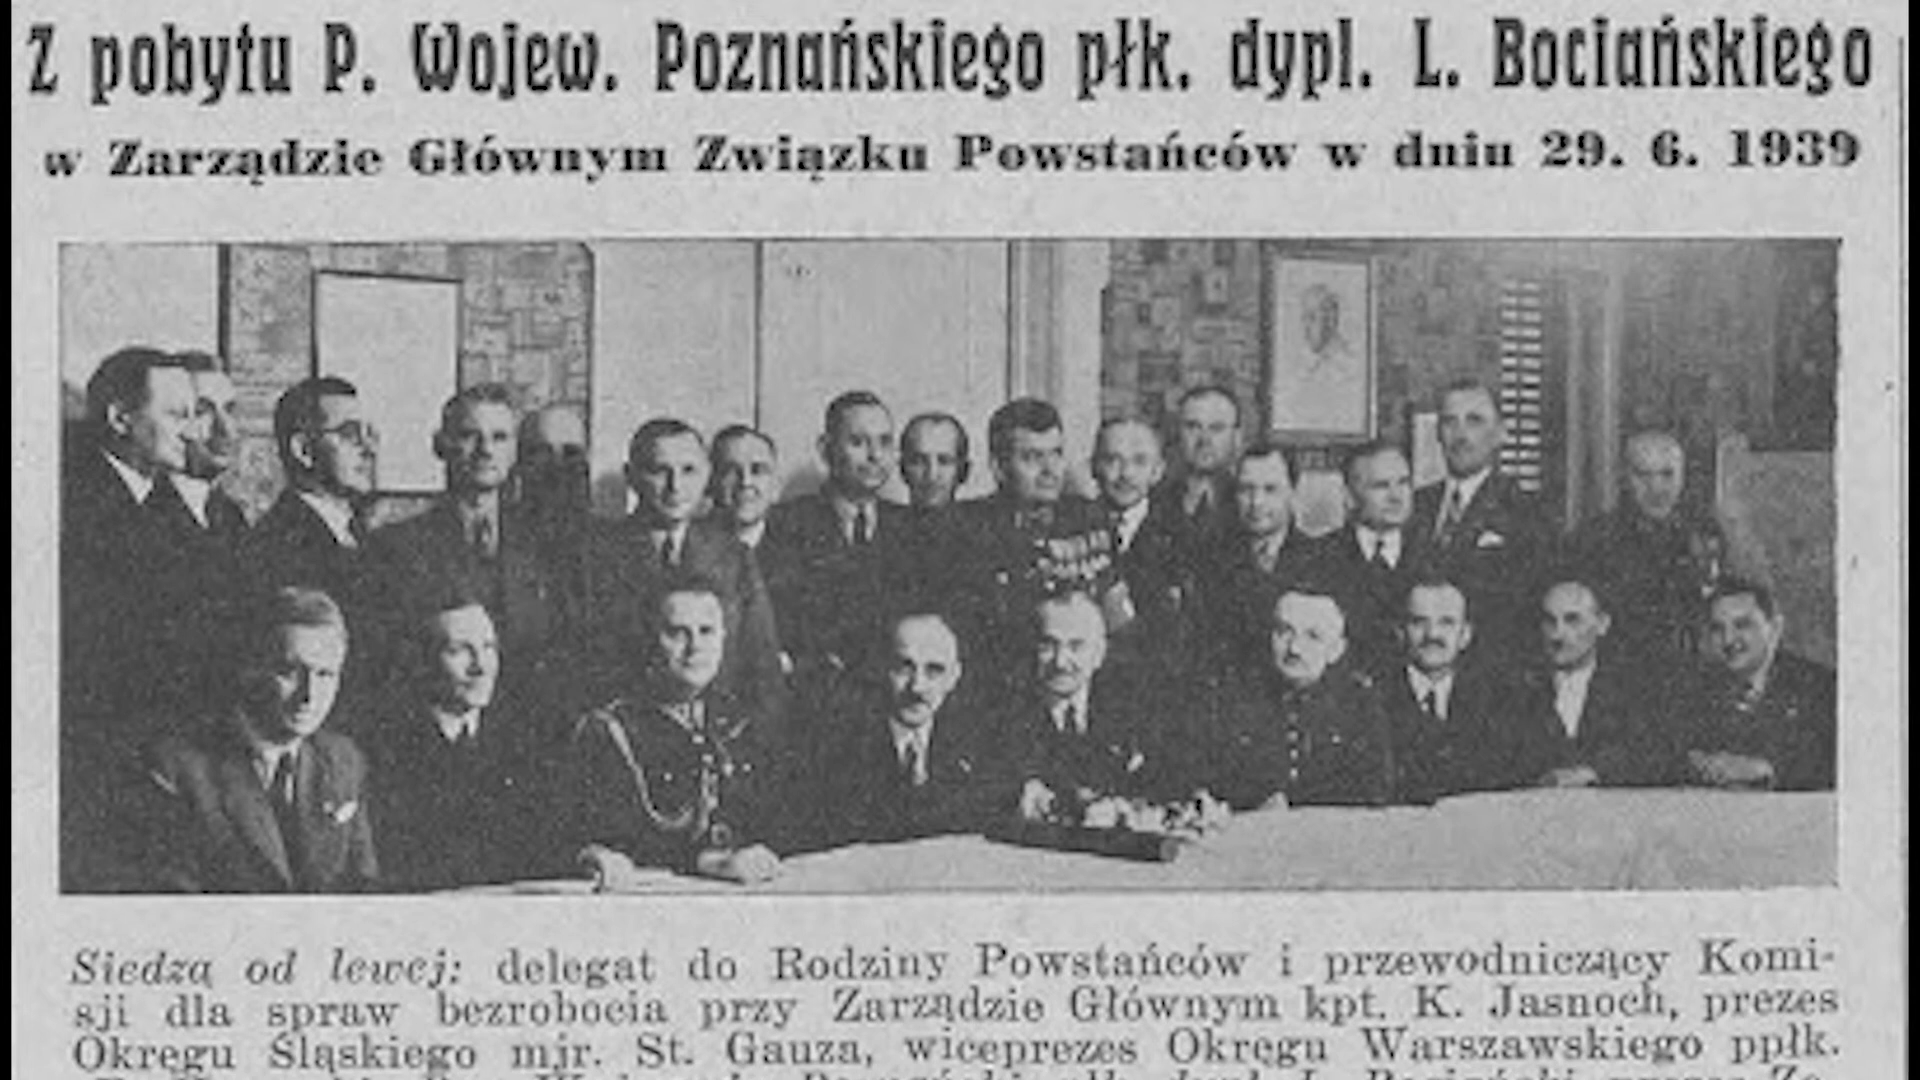 Z pobytu P. Wojew. Poznańskiego płk. dypl. L. Bociańskiego
w Zarządzie Głównym Związku Powstańców w dniu 29. 6. 1939
Siedzą od lewej: delegat do Rodziny Powstańców i przewodniczący Komi-
sji dla spraw bezrobocia przy Zarządzie Głównym kpt. K. Jasnoch, prezes
Okręgu Śląskiego mjr. St. Gauza, wiceprezes Okręgu Warszawskiego ppłk.